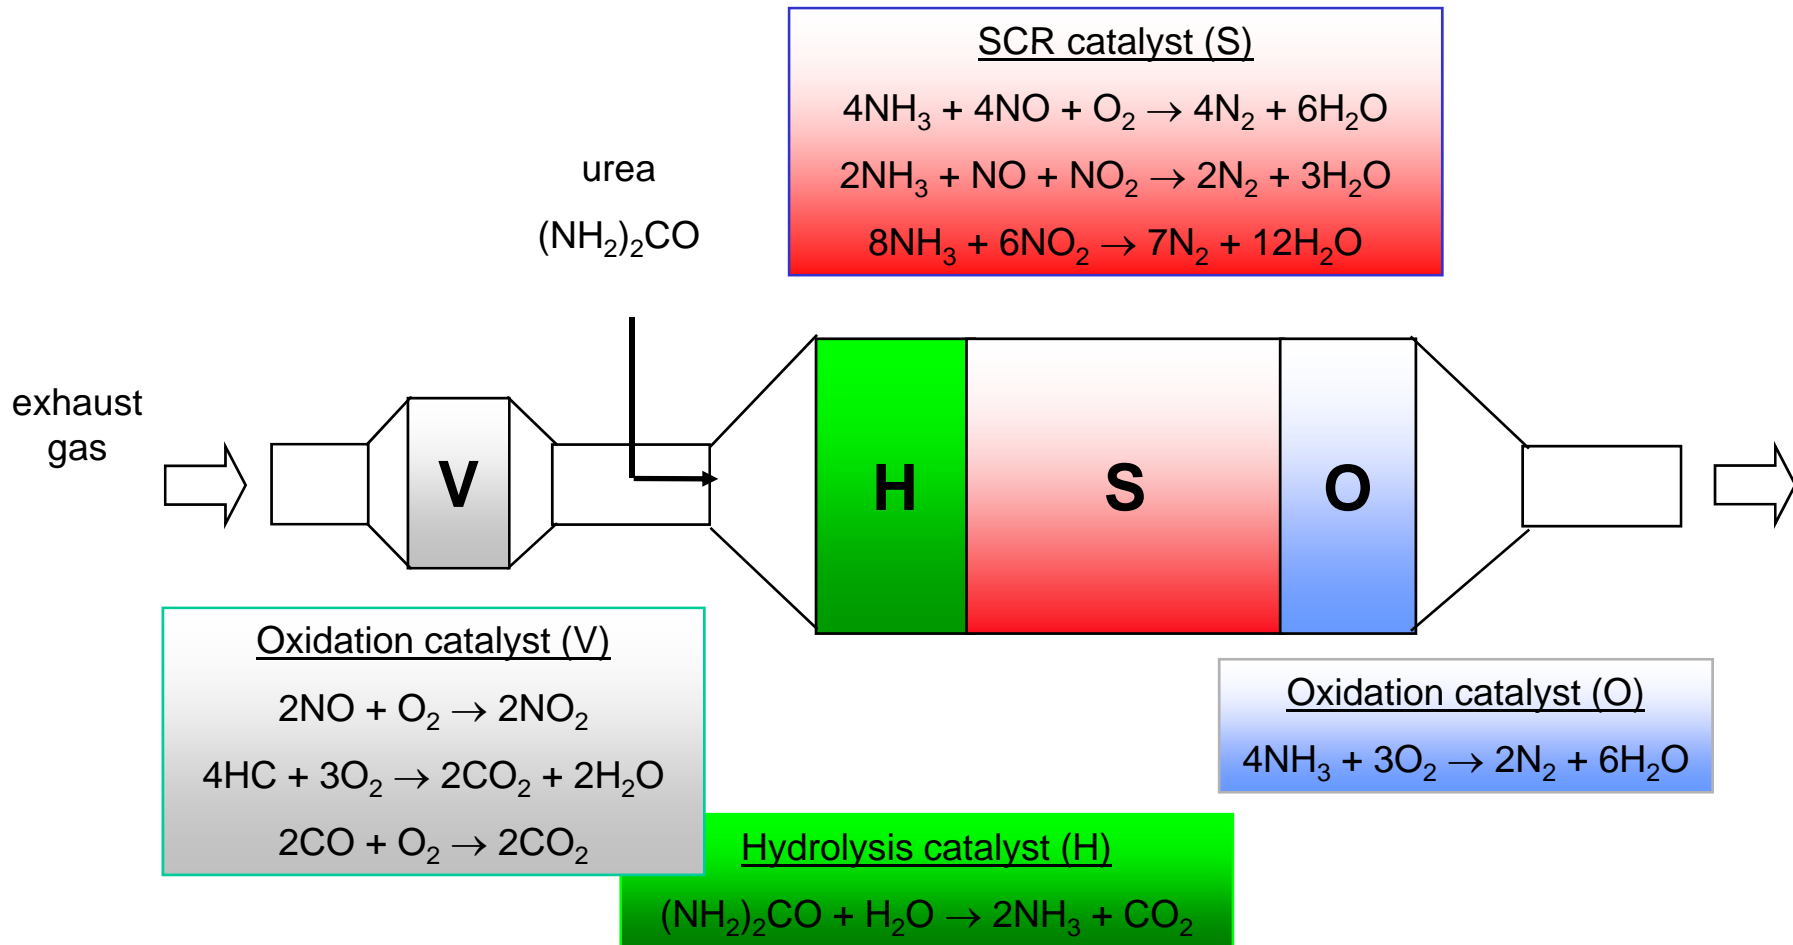 SCR catalyst (S)
4NH₃ + 4NO + O₂ → 4N₂ + 6H₂O
2NH₃ + NO + NO₂ → 2N₂ + 3H₂O
8NH₃ + 6NO₂ → 7N₂ + 12H₂O
urea
(NH₂)₂CO
exhaust
gas
V
H
S
O
Oxidation catalyst (V)
2NO + O₂ → 2NO₂
4HC + 3O₂ → 2CO₂ + 2H₂O
2CO + O₂ → 2CO₂
Oxidation catalyst (O)
4NH₃ + 3O₂ → 2N₂ + 6H₂O
Hydrolysis catalyst (H)
(NH₂)₂CO + H₂O → 2NH₃ + CO₂